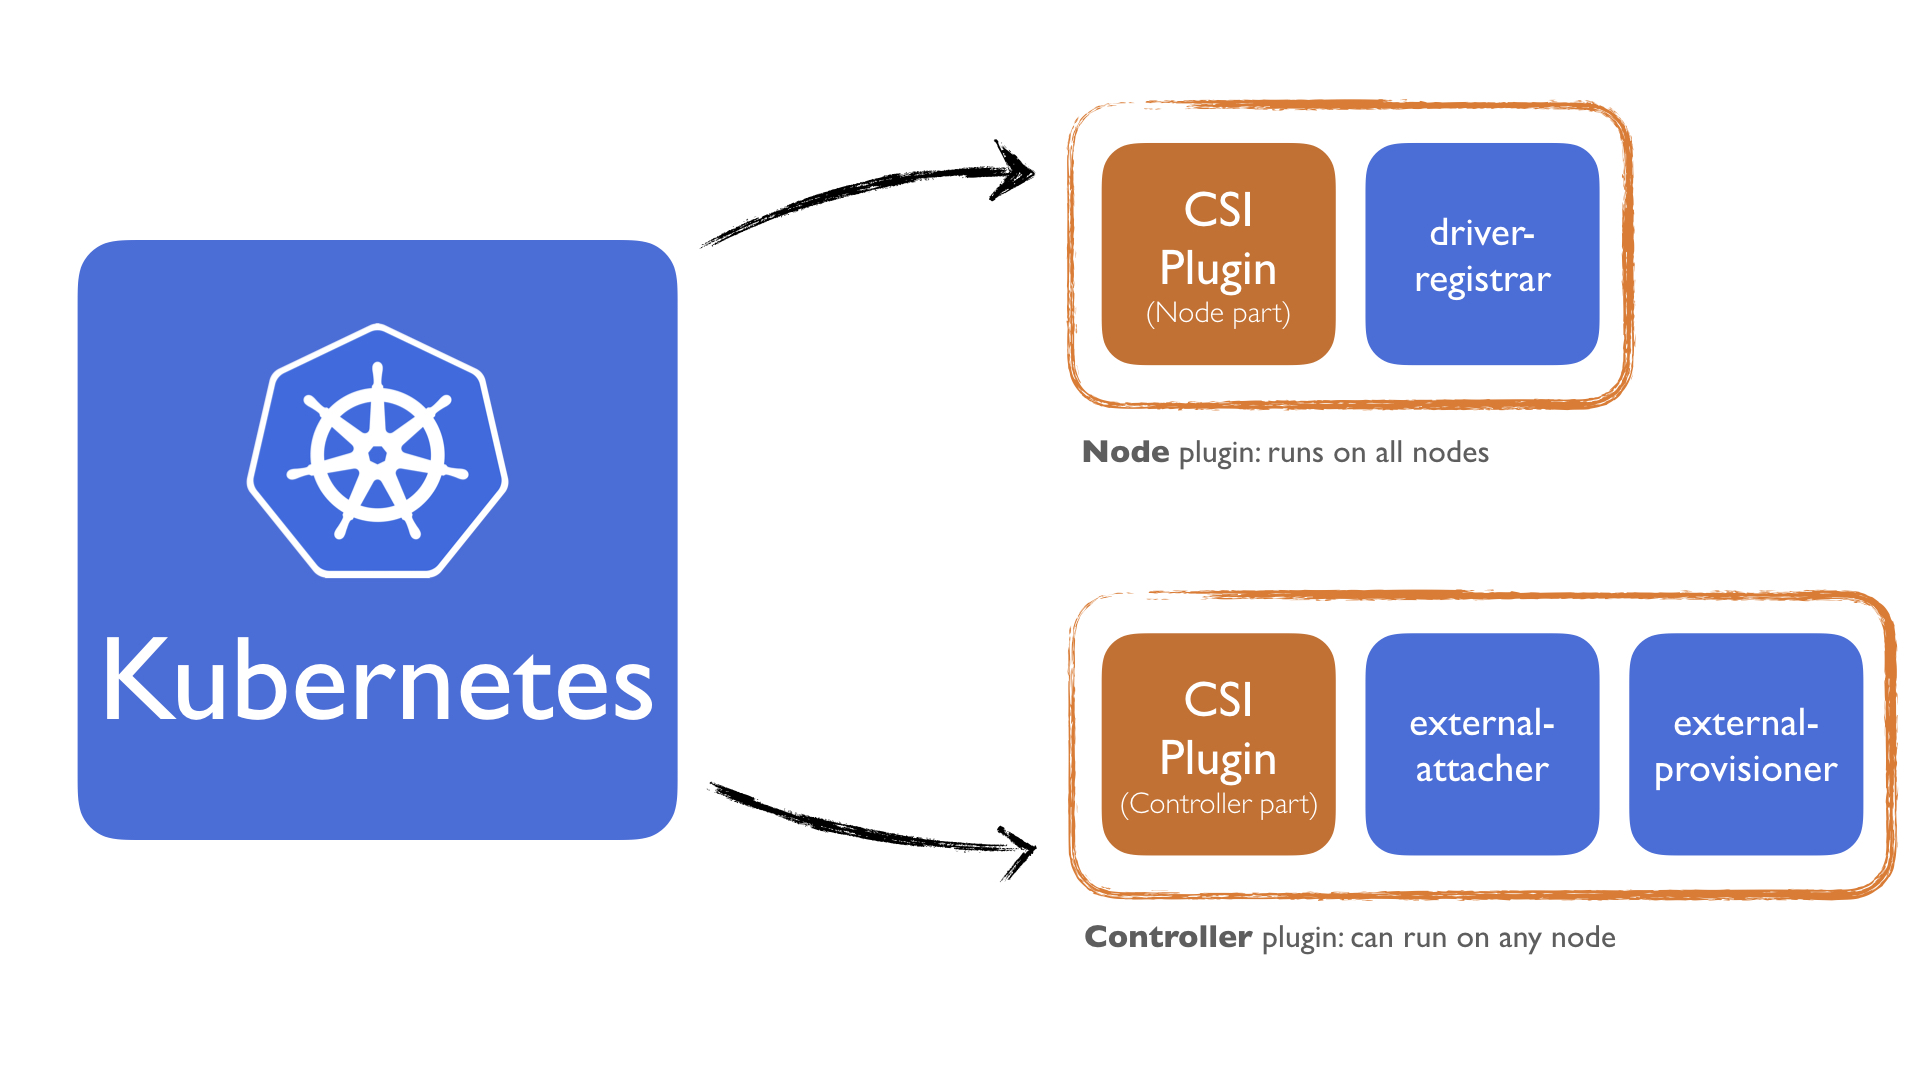 Kubernetes
CSI
Plugin
(Node part)
driver-
registrar
Node plugin: runs on all nodes
CSI
Plugin
(Controller part)
external-
attacher
external-
provisioner
Controller plugin: can run on any node